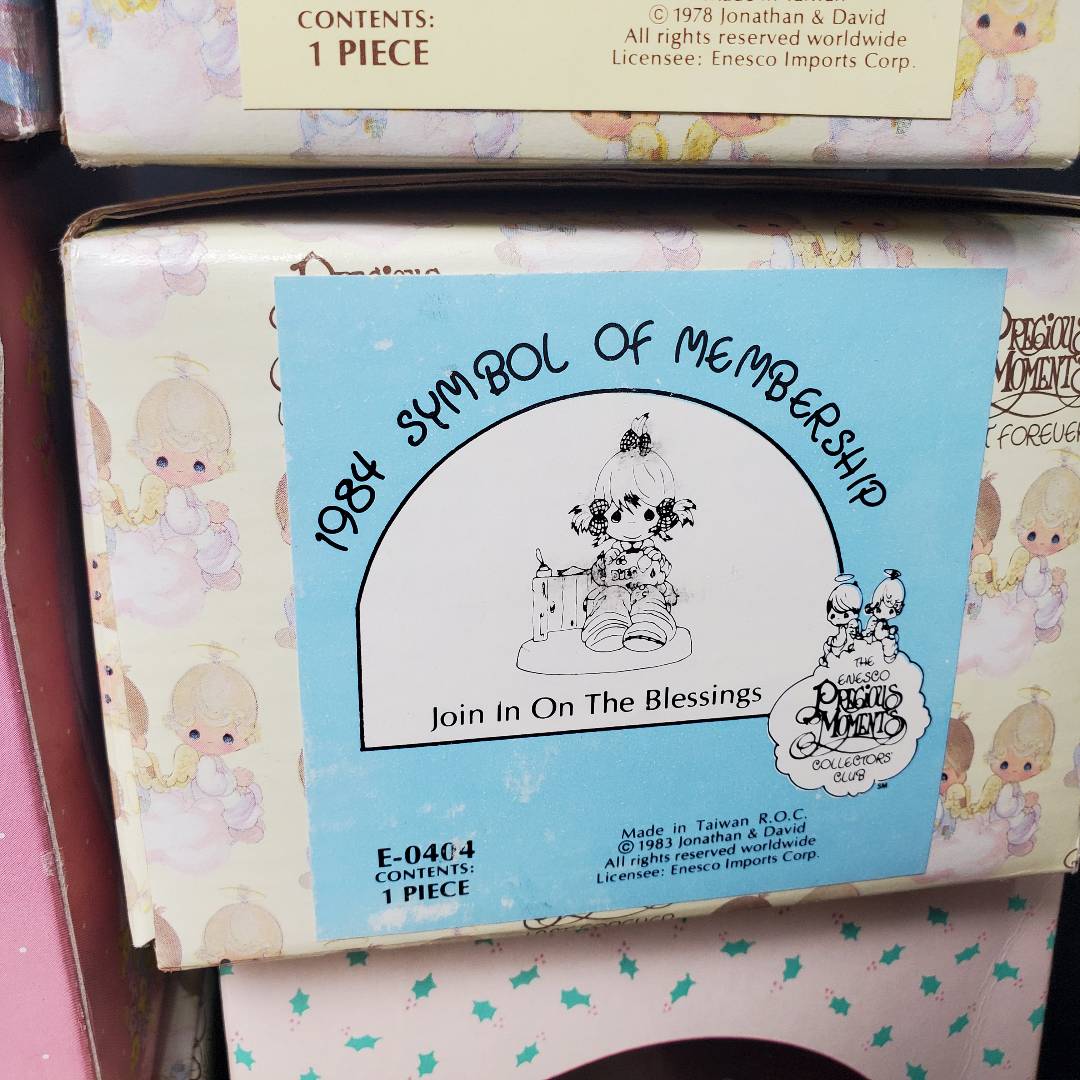 CONTENTS:
1 PIECE
© 1978 Jonathan & David
All rights reserved worldwide
Licensee: Enesco Imports Corp.
Precious
1984 SYMBOL OF MEMBERSHIP
Join In On The Blessings
THE
ENESCO
PRECIOUS
MOMENTS
COLLECTORS'
CLUB
SM
E-0404
CONTENTS:
1 PIECE
Made in Taiwan R.O.C.
© 1983 Jonathan & David
All rights reserved worldwide
Licensee: Enesco Imports Corp.
PRECIOUS
MOMENTS
FOREVER